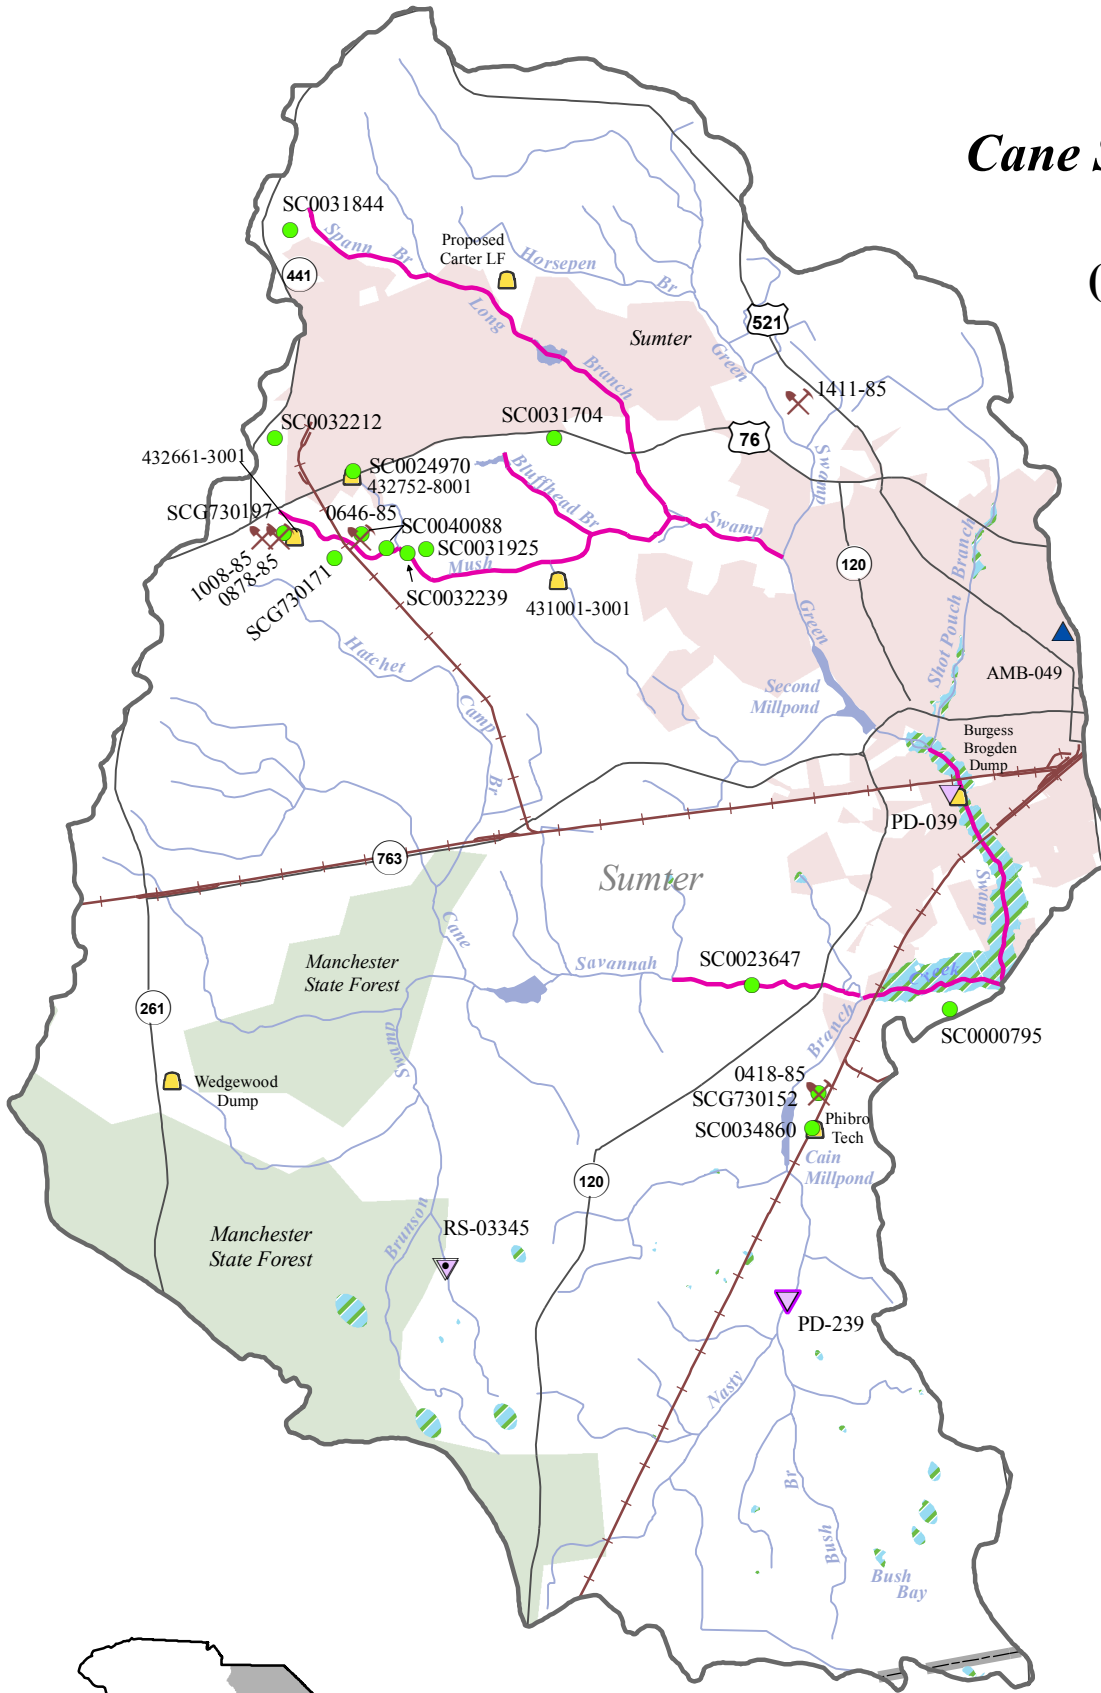 Cane S
(
SC0031844
Spann Br
441
Proposed
Carter LF
Horsepen
Br
Long
Branch
Sumter
521
Green
1411-85
SC0032212
SC0031704
76
Swamp
432661-3001
SC0024970
432752-8001
Bluffhead Br
Swamp
SCG730197
0646-85
SC0040088
SC0031925
Mush
120
Shot Pouch Branch
1008-85
0878-85
SCG730171
SC0032239
431001-3001
Green
Hatchet
Camp
Br
AMB-049
Second
Millpond
Burgess
Brogden
Dump
PD-039
763
Sumter
Swamp
Cane
Savannah
SC0023647
Creek
Manchester
State Forest
261
Swamp
Branch
SC0000795
Wedgewood
Dump
0418-85
SCG730152
SC0034860
Phibro
Tech
Cain
Millpond
120
Brunson
RS-03345
Manchester
State Forest
PD-239
Nasty
Br
Bush
Bush
Bay